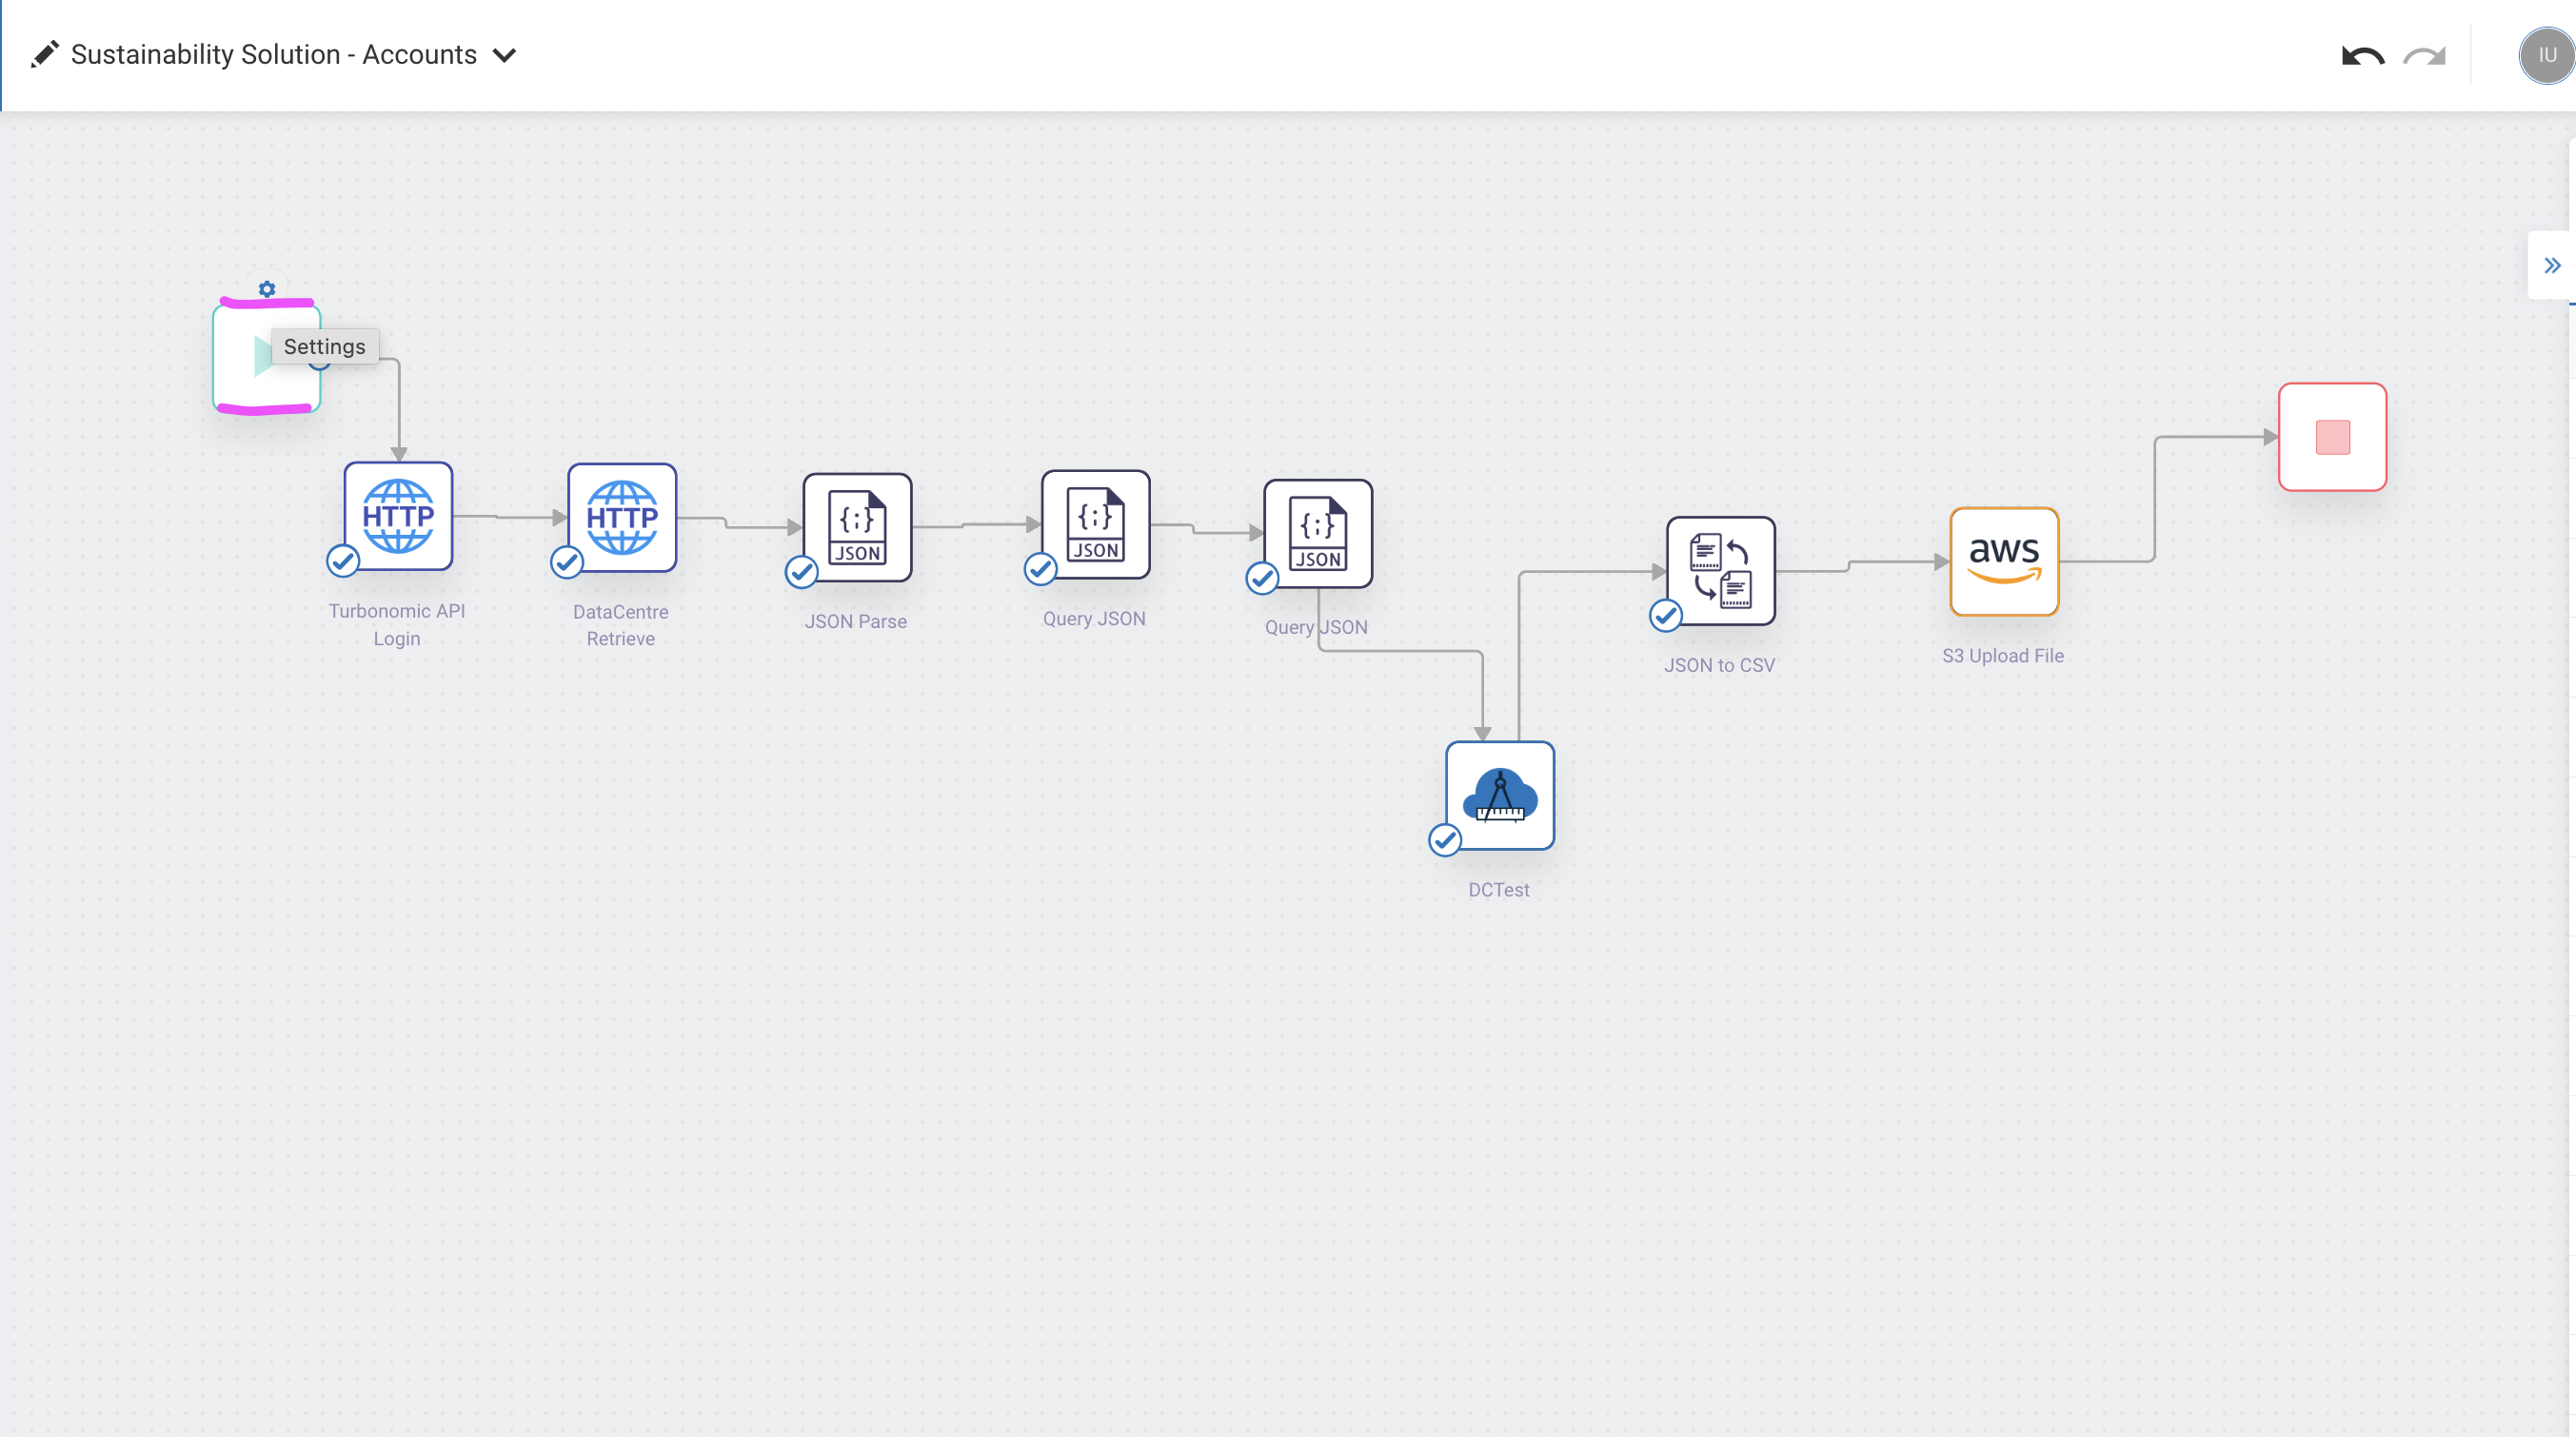 Sustainability Solution - Accounts
IU
Settings
HTTP
HTTP
{;}
JSON
{;}
JSON
{;}
JSON
aws
Turbonomic API
Login
DataCentre
Retrieve
JSON Parse
Query JSON
Query JSON
JSON to CSV
S3 Upload File
DCTest